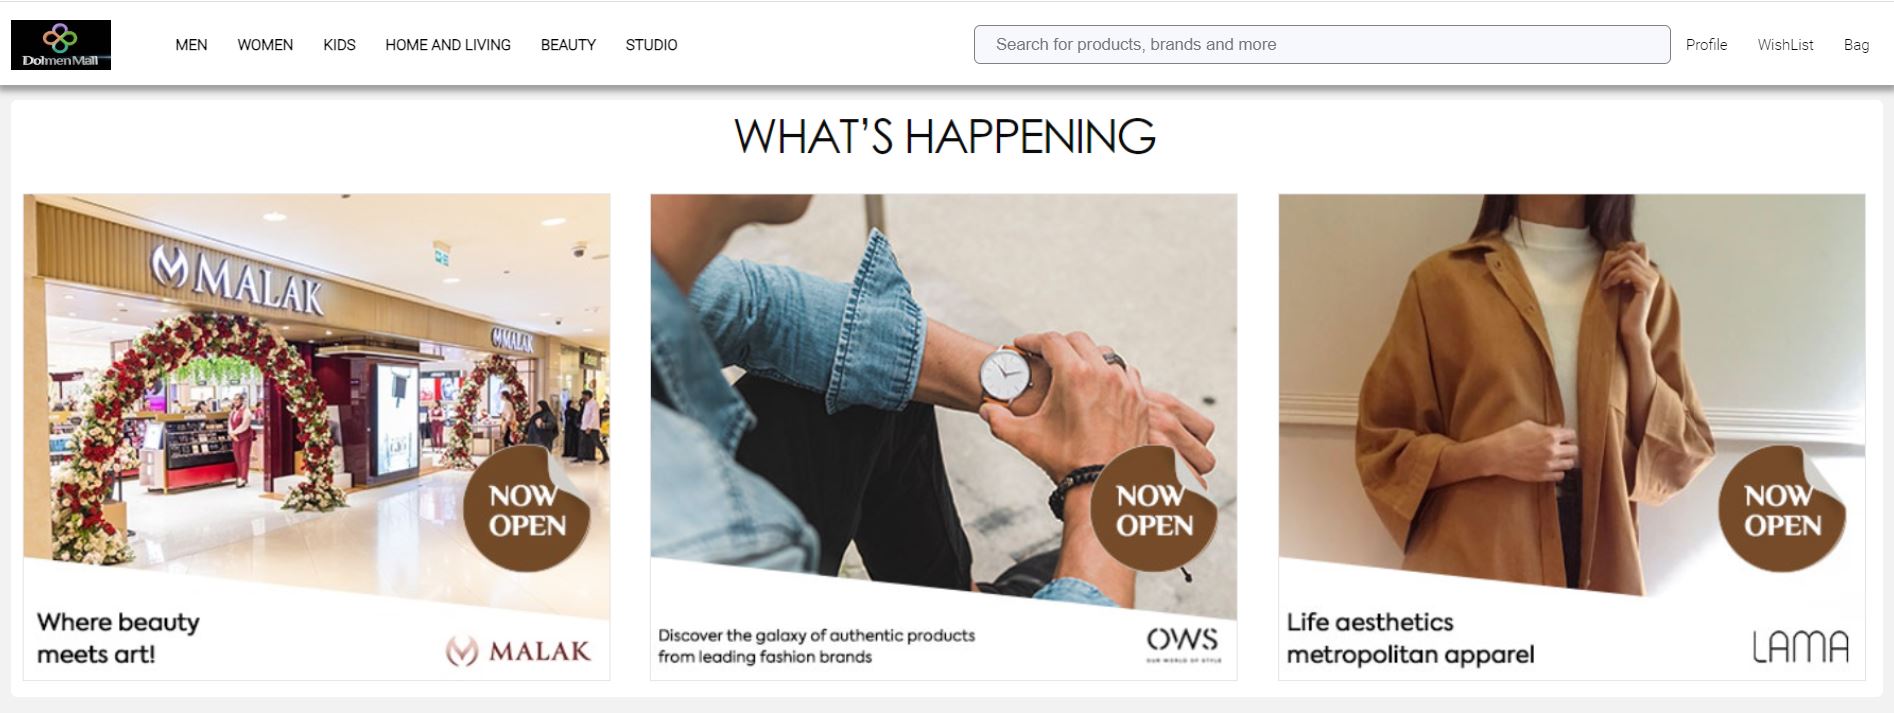 Dolmen Mall
MEN
WOMEN
KIDS
HOME AND LIVING
BEAUTY
STUDIO
Search for products, brands and more
Profile
WishList
Bag
WHAT'S HAPPENING
MALAK
MALAK
NOW
OPEN
Where beauty
meets art!
MALAK
NOW
OPEN
Discover the galaxy of authentic products
from leading fashion brands
OWS
OUR WORLD OF STYLE
NOW
OPEN
Life aesthetics
metropolitan apparel
LAMA